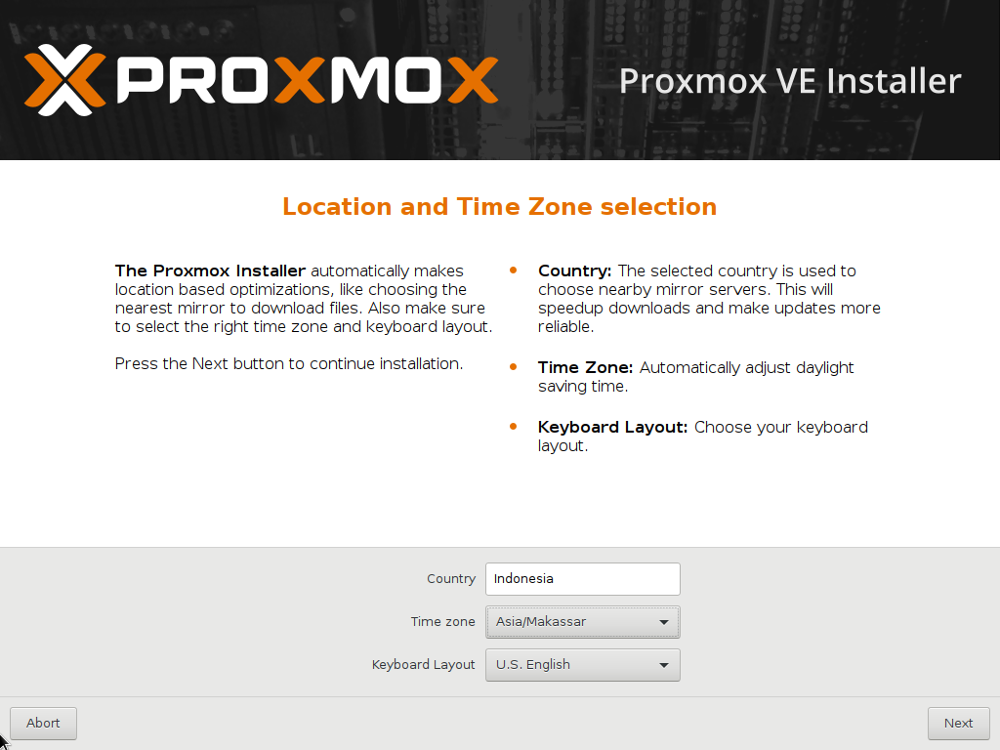 PROXMOX
Proxmox VE Installer
Location and Time Zone selection
The Proxmox Installer automatically makes
location based optimizations, like choosing the
nearest mirror to download files. Also make sure
to select the right time zone and keyboard layout.
Press the Next button to continue installation.
Country: The selected country is used to
choose nearby mirror servers. This will
speedup downloads and make updates more
reliable.
Time Zone: Automatically adjust daylight
saving time.
Keyboard Layout: Choose your keyboard
layout.
Country Indonesia
Time zone Asia/Makassar
Keyboard Layout U.S. English
Abort Next